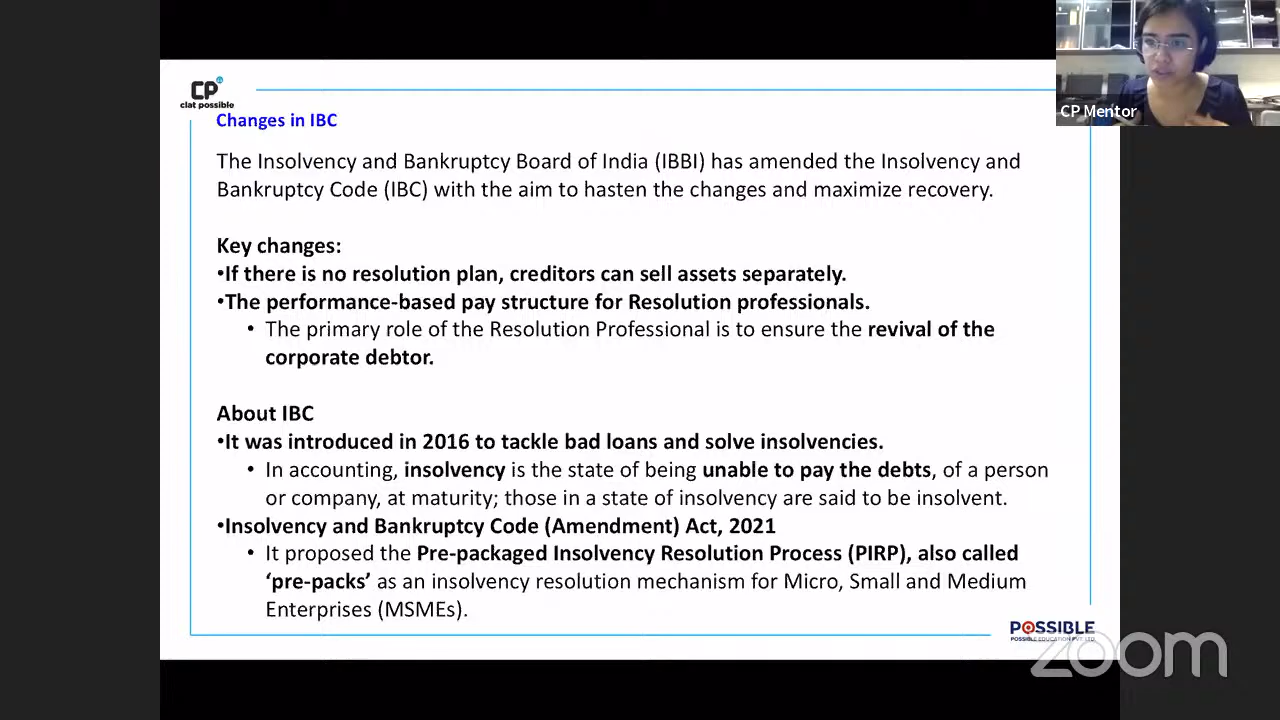 CP
clat possible
CP Mentor
Changes in IBC
The Insolvency and Bankruptcy Board of India (IBBI) has amended the Insolvency and
Bankruptcy Code (IBC) with the aim to hasten the changes and maximize recovery.
Key changes:
•If there is no resolution plan, creditors can sell assets separately.
•The performance-based pay structure for Resolution professionals.
• The primary role of the Resolution Professional is to ensure the revival of the
corporate debtor.
About IBC
•It was introduced in 2016 to tackle bad loans and solve insolvencies.
• In accounting, insolvency is the state of being unable to pay the debts, of a person
or company, at maturity; those in a state of insolvency are said to be insolvent.
•Insolvency and Bankruptcy Code (Amendment) Act, 2021
• It proposed the Pre-packaged Insolvency Resolution Process (PIRP), also called
‘pre-packs’ as an insolvency resolution mechanism for Micro, Small and Medium
Enterprises (MSMEs).
POSSIBLE
POSSIBLE EDUCATION PVT. LTD.
zoom